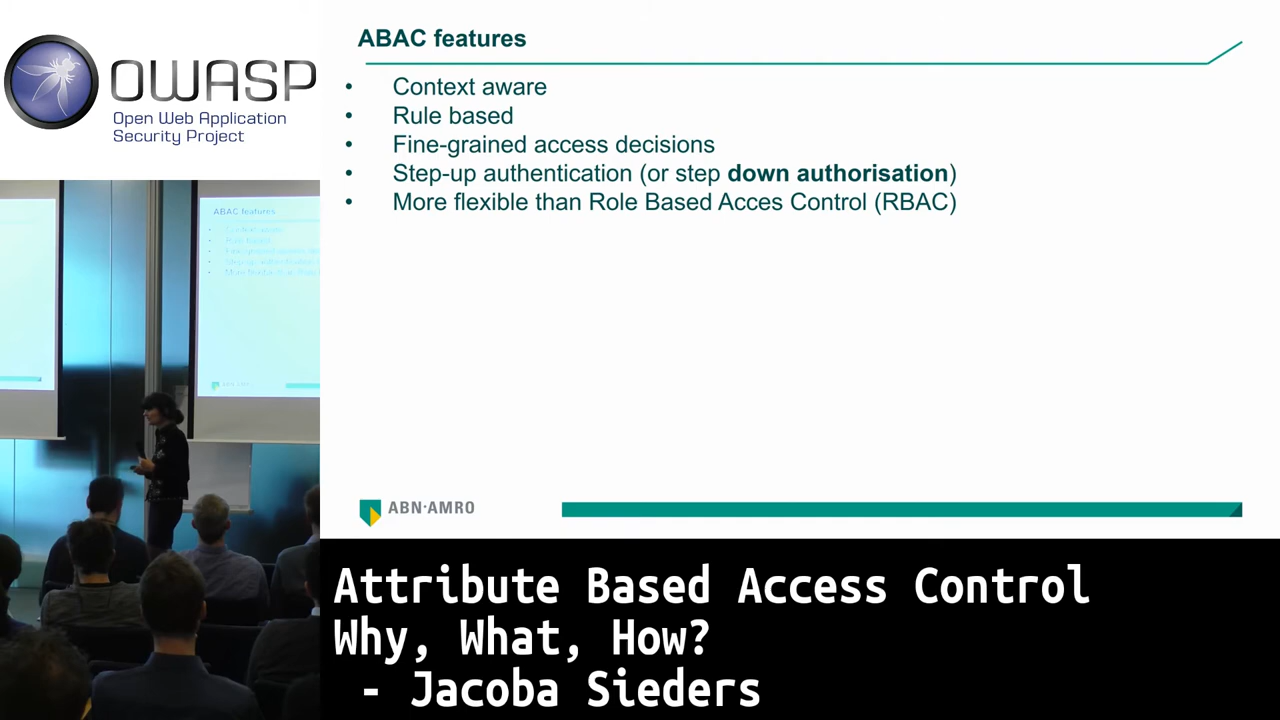 OWASP
Open Web Application
Security Project
ABAC features
• Context aware
• Rule based
• Fine-grained access decisions
• Step-up authentication (or step down authorisation)
• More flexible than Role Based Acces Control (RBAC)
ABN·AMRO
ABAC features
Attribute Based Access Control
Why, What, How?
- Jacoba Sieders